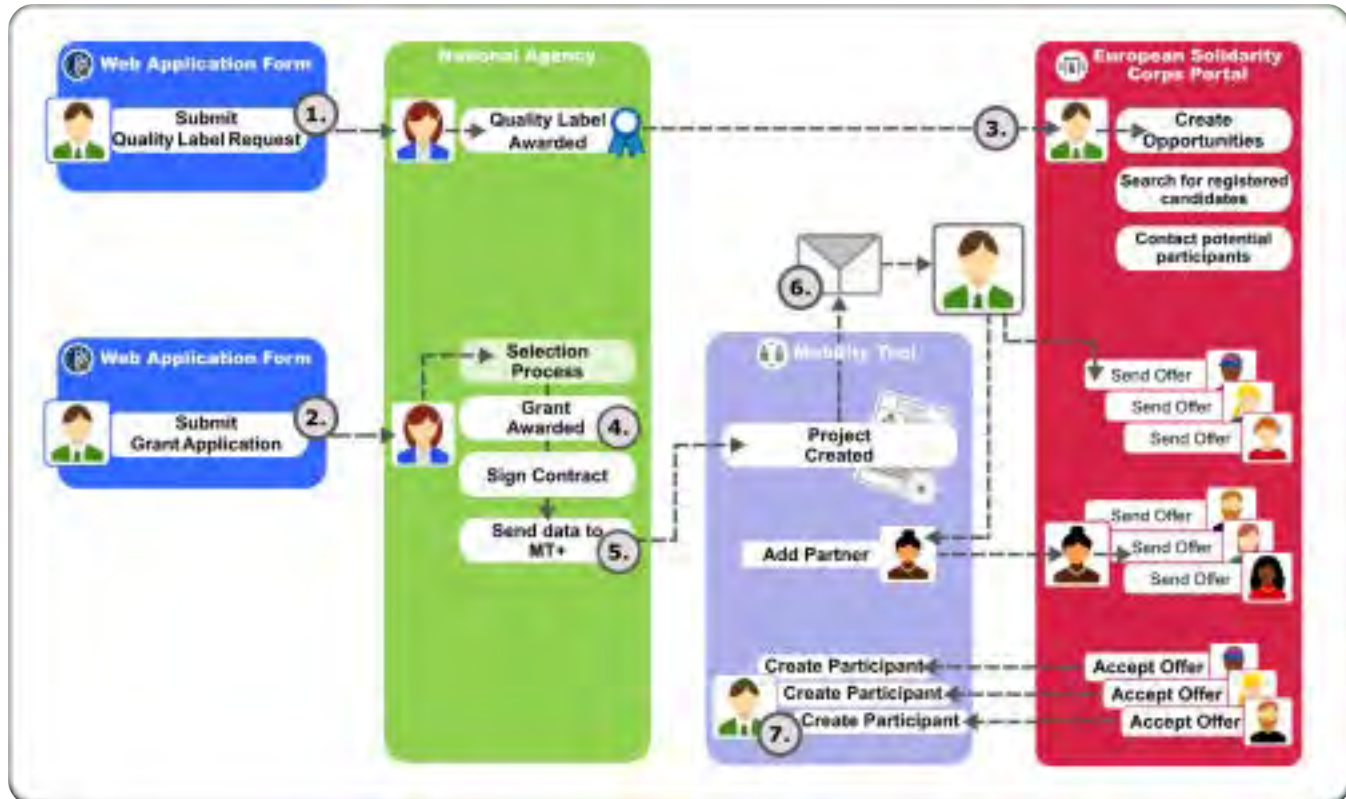 Web Application Form
Submit
Quality Label Request
1.
National Agency
Quality Label
Awarded
3.
European Solidarity
Corps Portal
Create
Opportunities
Search for registered
candidates
Contact potential
participants
6.
Web Application Form
Submit
Grant Application
2.
Selection
Process
Grant
Awarded
4.
Sign Contract
Send data to
MT+
5.
Mobility Tool
Project
Created
Add Partner
Send Offer
Send Offer
Send Offer
Send Offer
Send Offer
Send Offer
Create Participant
Create Participant
Create Participant
7.
Accept Offer
Accept Offer
Accept Offer